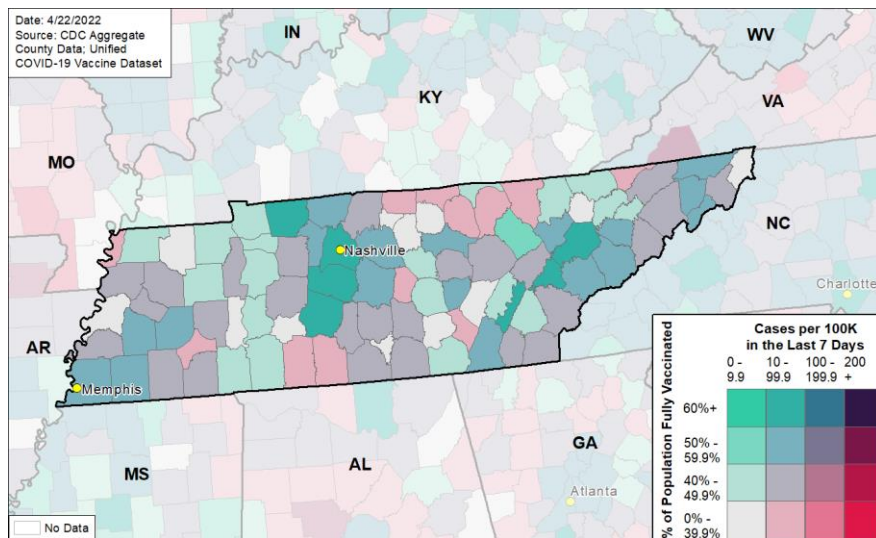 Date: 4/22/2022
Source: CDC Aggregate
County Data; Unified
COVID-19 Vaccine Dataset
IN
WV
KY
VA
MO
NC
Nashville
Charlotte
AR
Memphis
MS
AL
GA
Atlanta
No Data
Cases per 100K
in the Last 7 Days
0 - 10 - 100 - 200
9.9 99.9 199.9 +
% of Population Fully Vaccinated
60%+
50% -
59.9%
40% -
49.9%
0% -
39.9%